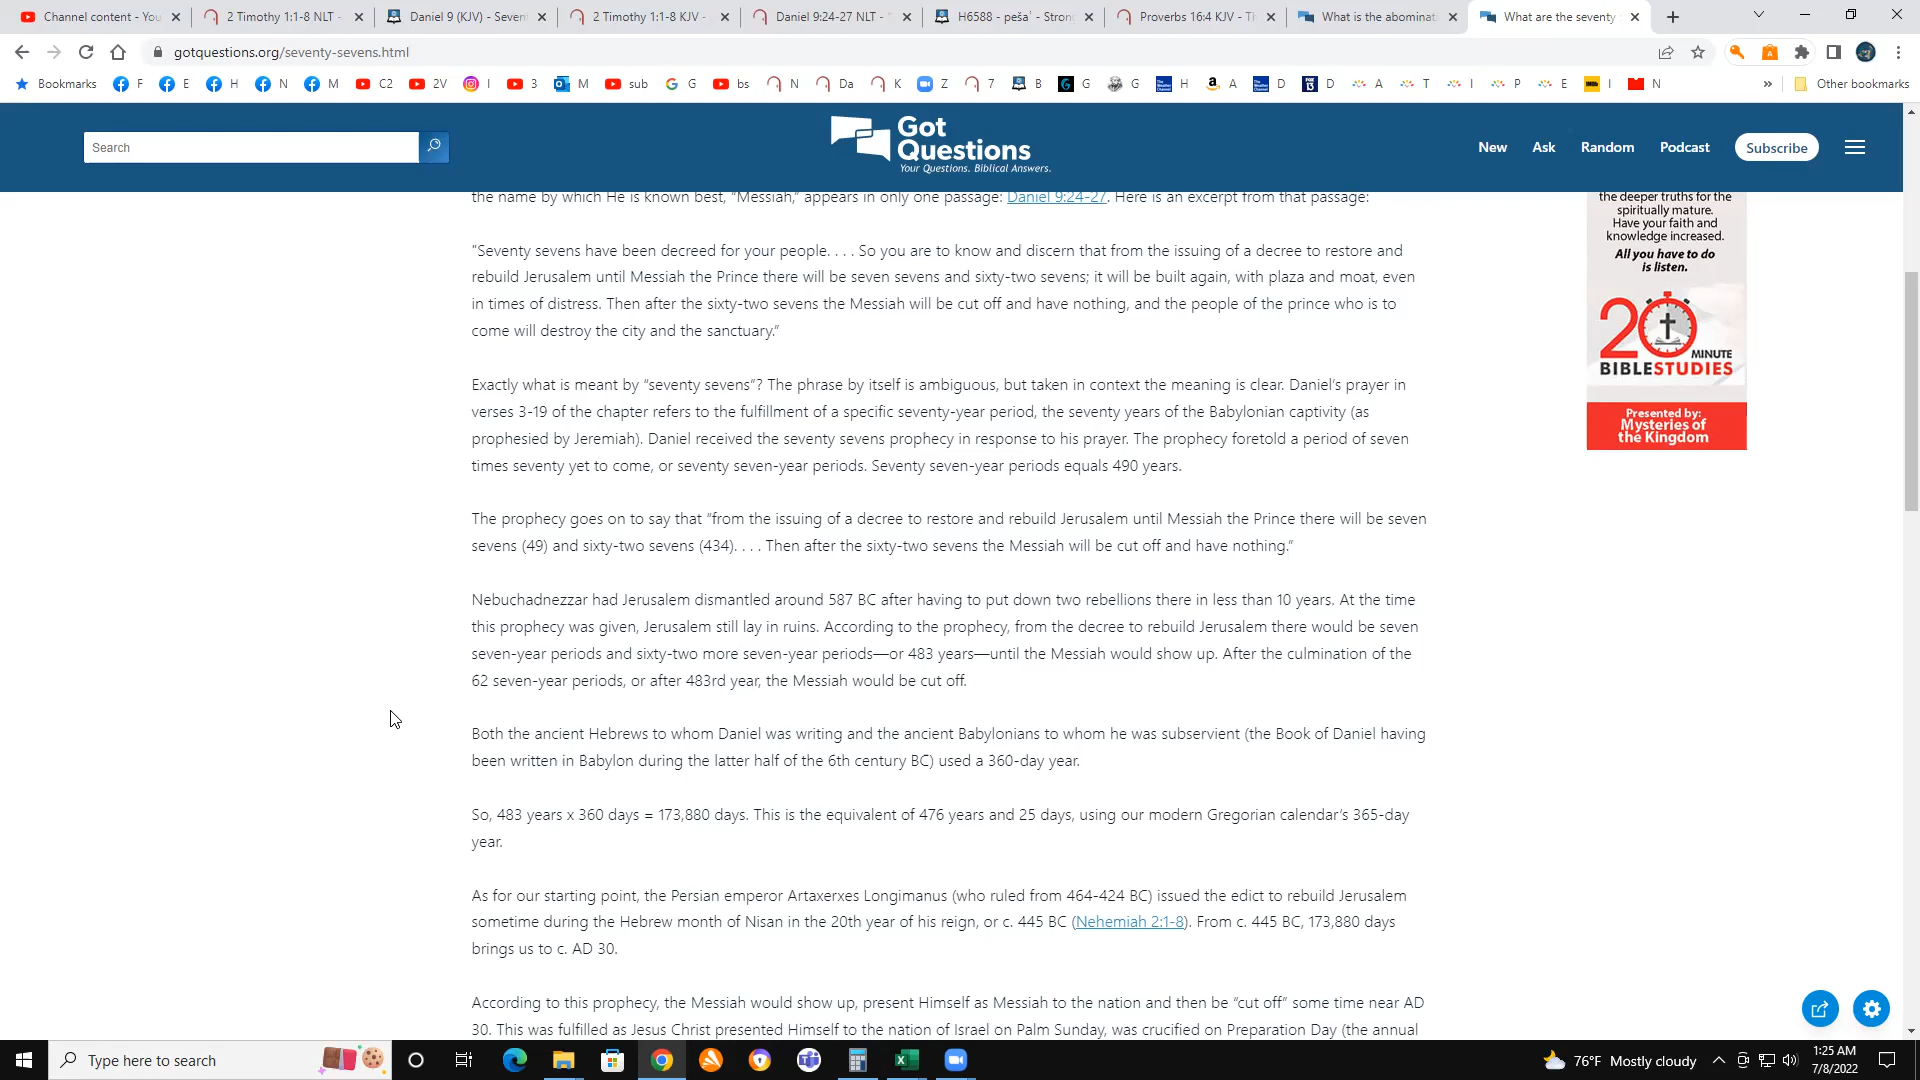 Channel content - You
2 Timothy 1:1-8 NLT -
Daniel 9 (KJV) - Seven
2 Timothy 1:1-8 KJV -
Daniel 9:24-27 NLT - "
H6588 - peša' - Strong
Proverbs 16:4 KJV - Th
What is the abominat
What are the seventy
gotquestions.org/seventy-sevens.html
Bookmarks F E H N M C2 2V I 3 M sub G bs N Da K Z 7 B G G H A D D A T I P E I N » Other bookmarks
Search
Got
Questions
Your Questions. Biblical Answers.
New Ask Random Podcast Subscribe
the name by which He is known best, “Messiah,” appears in only one passage: Daniel 9:24-27. Here is an excerpt from that passage:
“Seventy sevens have been decreed for your people. . . . So you are to know and discern that from the issuing of a decree to restore and
rebuild Jerusalem until Messiah the Prince there will be seven sevens and sixty-two sevens; it will be built again, with plaza and moat, even
in times of distress. Then after the sixty-two sevens the Messiah will be cut off and have nothing, and the people of the prince who is to
come will destroy the city and the sanctuary.”
Exactly what is meant by “seventy sevens”? The phrase by itself is ambiguous, but taken in context the meaning is clear. Daniel’s prayer in
verses 3-19 of the chapter refers to the fulfillment of a specific seventy-year period, the seventy years of the Babylonian captivity (as
prophesied by Jeremiah). Daniel received the seventy sevens prophecy in response to his prayer. The prophecy foretold a period of seven
times seventy yet to come, or seventy seven-year periods. Seventy seven-year periods equals 490 years.
The prophecy goes on to say that “from the issuing of a decree to restore and rebuild Jerusalem until Messiah the Prince there will be seven
sevens (49) and sixty-two sevens (434). . . . Then after the sixty-two sevens the Messiah will be cut off and have nothing.”
Nebuchadnezzar had Jerusalem dismantled around 587 BC after having to put down two rebellions there in less than 10 years. At the time
this prophecy was given, Jerusalem still lay in ruins. According to the prophecy, from the decree to rebuild Jerusalem there would be seven
seven-year periods and sixty-two more seven-year periods—or 483 years—until the Messiah would show up. After the culmination of the
62 seven-year periods, or after 483rd year, the Messiah would be cut off.
Both the ancient Hebrews to whom Daniel was writing and the ancient Babylonians to whom he was subservient (the Book of Daniel having
been written in Babylon during the latter half of the 6th century BC) used a 360-day year.
So, 483 years x 360 days = 173,880 days. This is the equivalent of 476 years and 25 days, using our modern Gregorian calendar’s 365-day
year.
As for our starting point, the Persian emperor Artaxerxes Longimanus (who ruled from 464-424 BC) issued the edict to rebuild Jerusalem
sometime during the Hebrew month of Nisan in the 20th year of his reign, or c. 445 BC (Nehemiah 2:1-8). From c. 445 BC, 173,880 days
brings us to c. AD 30.
According to this prophecy, the Messiah would show up, present Himself as Messiah to the nation and then be “cut off” some time near AD
30. This was fulfilled as Jesus Christ presented Himself to the nation of Israel on Palm Sunday, was crucified on Preparation Day (the annual
the deeper truths for the
spiritually mature.
Have your faith and
knowledge increased.
All you have to do
is listen.
20
MINUTE
BIBLESTUDIES
Presented by:
Mysteries of
the Kingdom
Type here to search
76°F Mostly cloudy
1:25 AM
7/8/2022